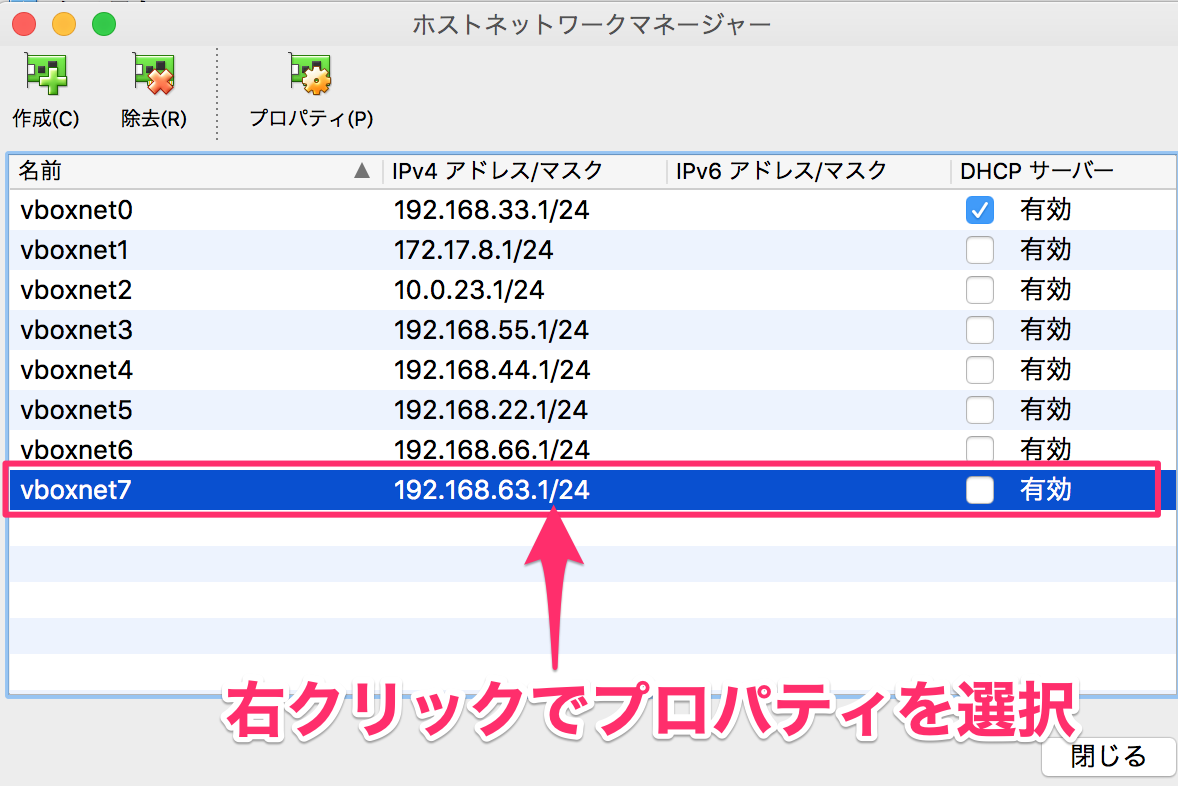 ホストネットワークマネージャー
作成(C) 除去(R) プロパティ(P)
名前 IPv4 アドレス/マスク IPv6 アドレス/マスク DHCP サーバー
vboxnet0 192.168.33.1/24 有効
vboxnet1 172.17.8.1/24 有効
vboxnet2 10.0.23.1/24 有効
vboxnet3 192.168.55.1/24 有効
vboxnet4 192.168.44.1/24 有効
vboxnet5 192.168.22.1/24 有効
vboxnet6 192.168.66.1/24 有効
vboxnet7 192.168.63.1/24 有効
右クリックでプロパティを選択
閉じる